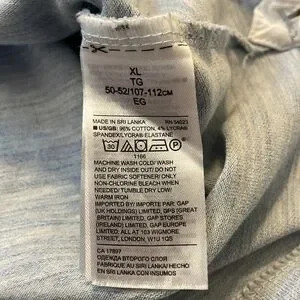 XL
TG
50-52/107-112CM
EG
MADE IN SRI LANKA RN 54023
■ US/GB: 96% COTTON, 4% LYCRA®
SPANDEX/LYCRA® ELASTANE
30
1166
MACHINE WASH COLD/ WASH
AND DRY INSIDE OUT/ DO NOT
USE FABRIC SOFTENER/ ONLY
NON-CHLORINE BLEACH WHEN
NEEDED/ TUMBLE DRY LOW/
WARM IRON
IMPORTED BY/ IMPORTE PAR: GAP
(UK HOLDINGS) LIMITED, GPS (GREAT
BRITAIN) LIMITED, GAP STORES
(IRELAND) LIMITED, GAP EUROPE
LIMITED/ ALL AT 103 WIGMORE
STREET, LONDON, W1U 1QS
CA 17897
ОДЕЖДА ВТОРОГО СЛОЯ
FABRIQUE AU SRI LANKA/ HECHO
EN SRI LANKA CON INSUMOS